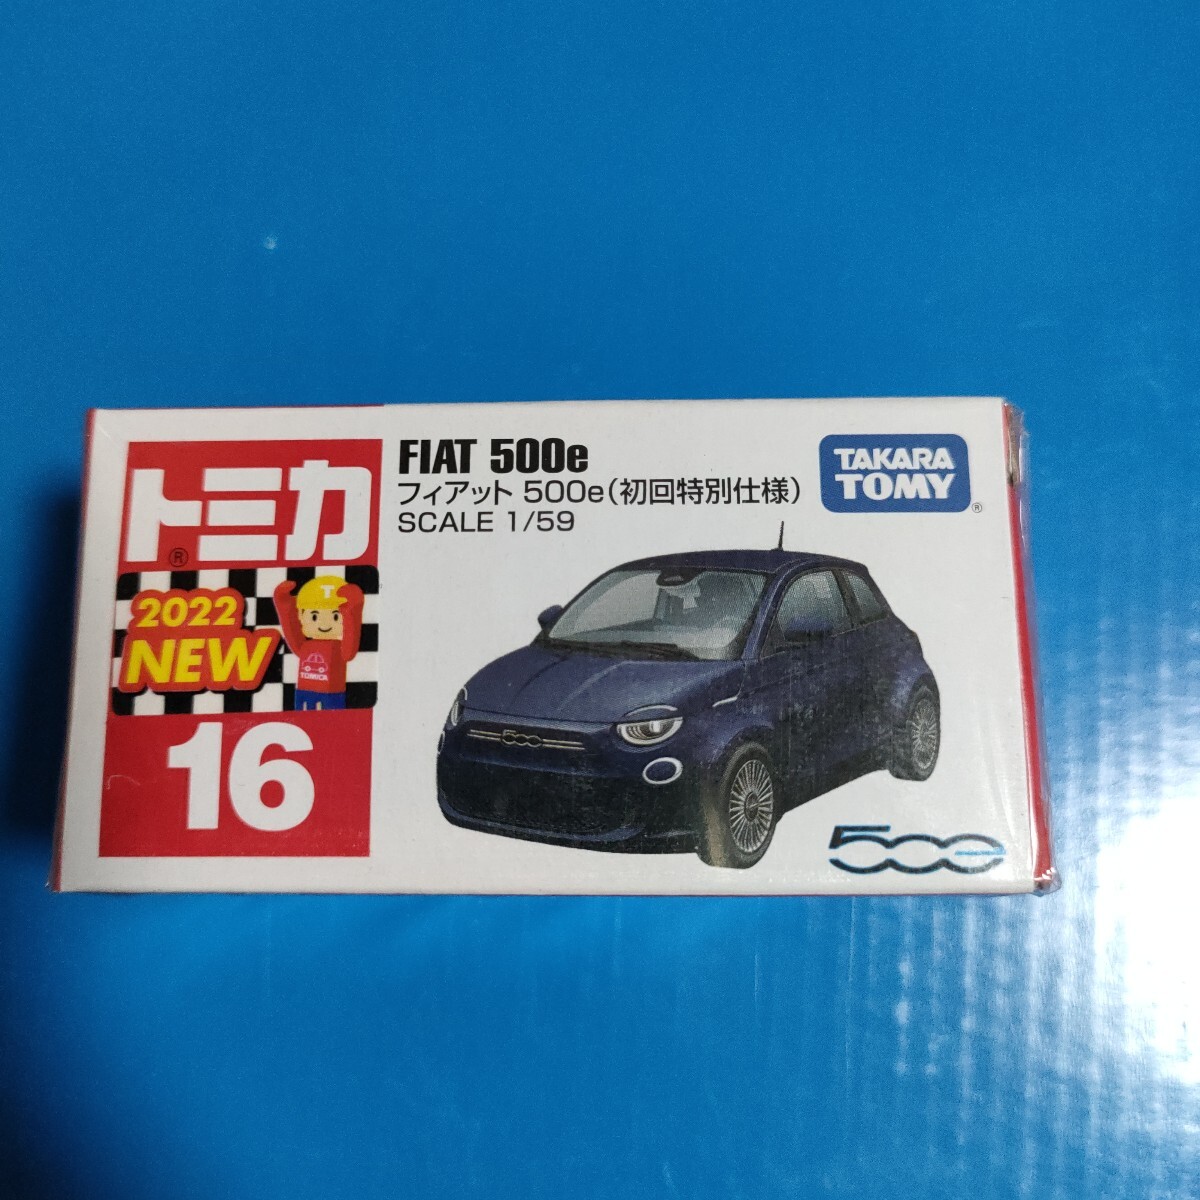 トミカ®
2022
NEW
T
TOMICA
16
FIAT 500e
フィアット 500e(初回特別仕様)
SCALE 1/59
TAKARA
TOMY®
500
500e